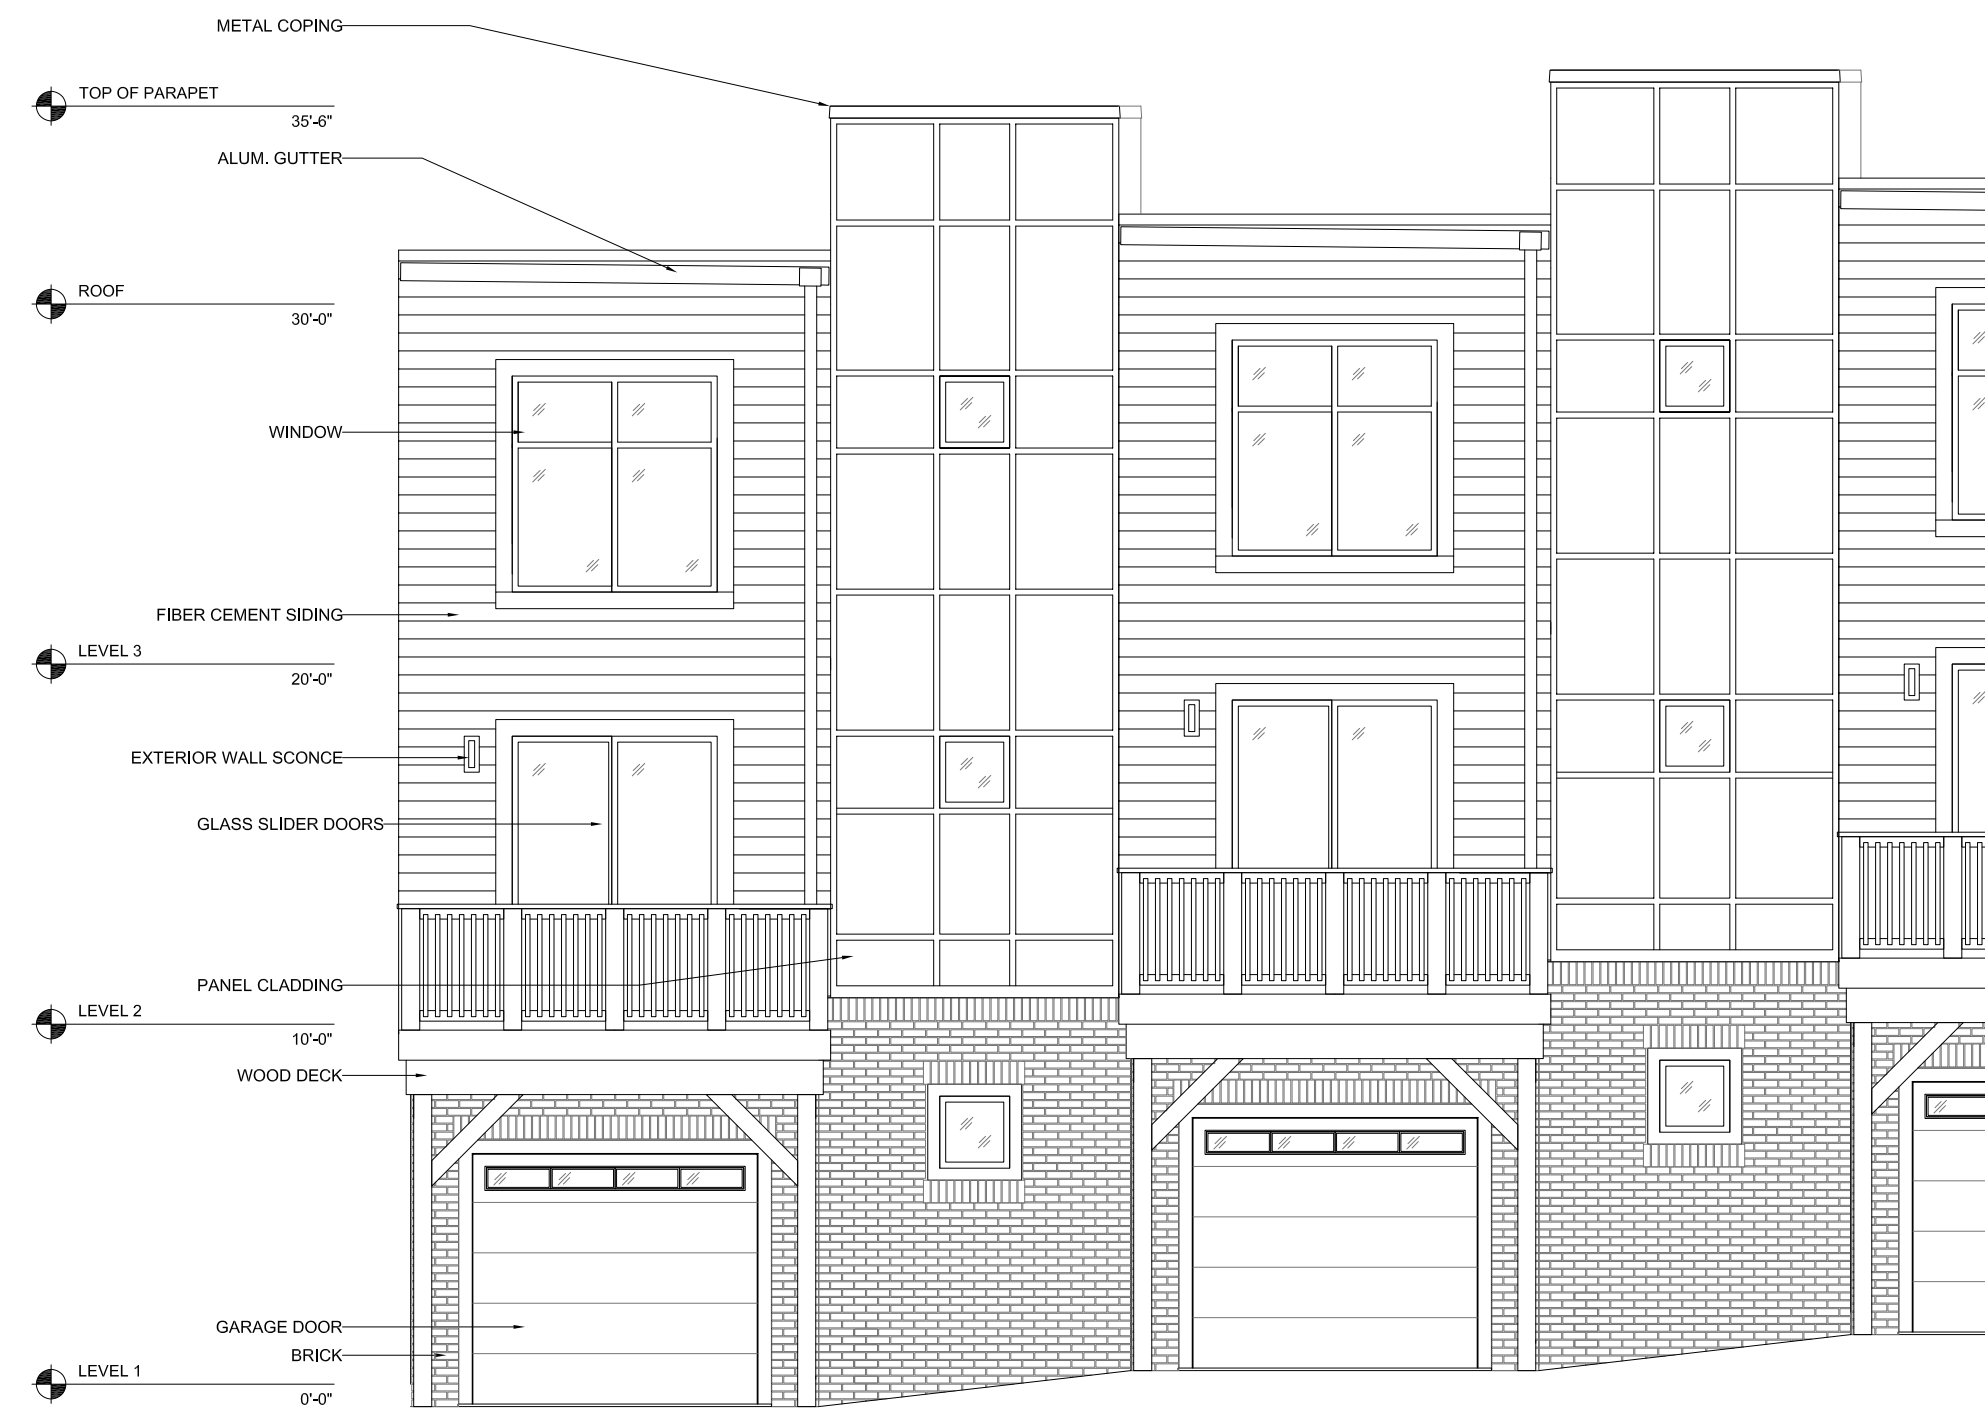 METAL COPING
TOP OF PARAPET
35'-6"
ALUM. GUTTER
ROOF
30'-0"
WINDOW
FIBER CEMENT SIDING
LEVEL 3
20'-0"
EXTERIOR WALL SCONCE
GLASS SLIDER DOORS
PANEL CLADDING
LEVEL 2
10'-0"
WOOD DECK
GARAGE DOOR
BRICK
LEVEL 1
0'-0"